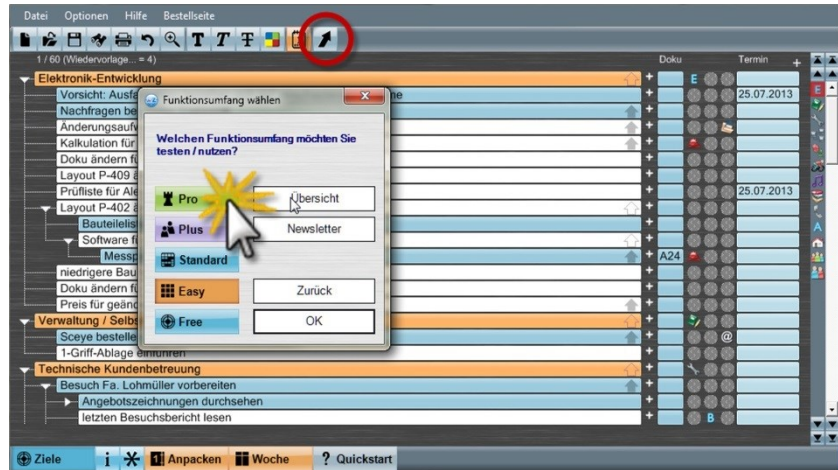 Datei Optionen Hilfe Bestellseite
1 / 60 (Wiedervorlage... = 4)
Doku
Termin
Elektronik-Entwicklung
E
Vorsicht: Ausfa
me
25.07.2013
Nachfragen be
Änderungsaufw
Kalkulation für
Doku ändern fü
Layout P-409 ä
Prüfliste für Ale
25.07.2013
Layout P-402 ä
Bauteilelis
Software fü
Messp
A24
niedrigere Bau
Doku ändern fü
Preis für geänd
Verwaltung / Selbs
Sceye bestelle
@
1-Griff-Ablage einführen
Technische Kundenbetreuung
Besuch Fa. Lohmüller vorbereiten
Angebotszeichnungen durchsehen
letzten Besuchsbericht lesen
B
Funktionsumfang wählen
Welchen Funktionsumfang möchten Sie
testen / nutzen?
Pro
Übersicht
Plus
Newsletter
Standard
Easy
Zurück
Free
OK
E
A
Ziele
i
Anpacken
Woche
? Quickstart